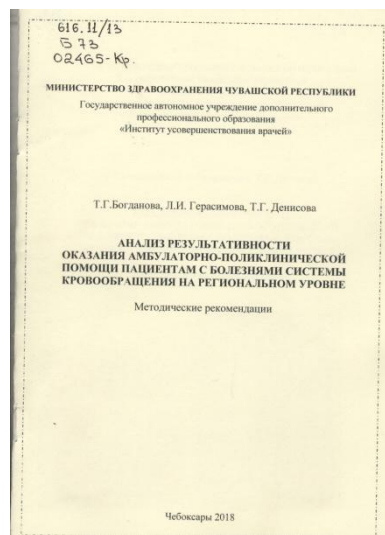 616.11/13
Б 73
02465-Кр.
МИНИСТЕРСТВО ЗДРАВООХРАНЕНИЯ ЧУВАШСКОЙ РЕСПУБЛИКИ
Государственное автономное учреждение дополнительного
профессионального образования
«Институт усовершенствования врачей»
Т.Г.Богданова, Л.И. Герасимова, Т.Г. Денисова
АНАЛИЗ РЕЗУЛЬТАТИВНОСТИ
ОКАЗАНИЯ АМБУЛАТОРНО-ПОЛИКЛИНИЧЕСКОЙ
ПОМОЩИ ПАЦИЕНТАМ С БОЛЕЗНЯМИ СИСТЕМЫ
КРОВООБРАЩЕНИЯ НА РЕГИОНАЛЬНОМ УРОВНЕ
Методические рекомендации
Чебоксары 2018